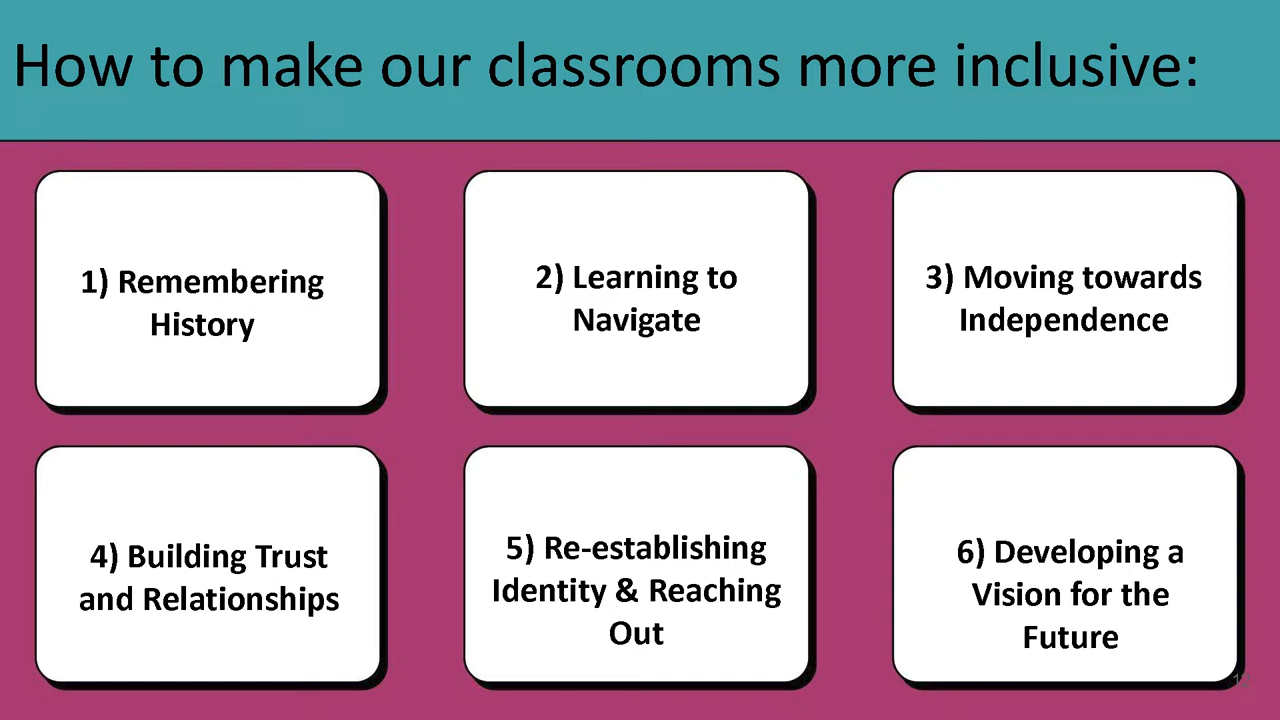 How to make our classrooms more inclusive:
1) Remembering
History
2) Learning to
Navigate
3) Moving towards
Independence
4) Building Trust
and Relationships
5) Re-establishing
Identity & Reaching
Out
6) Developing a
Vision for the
Future